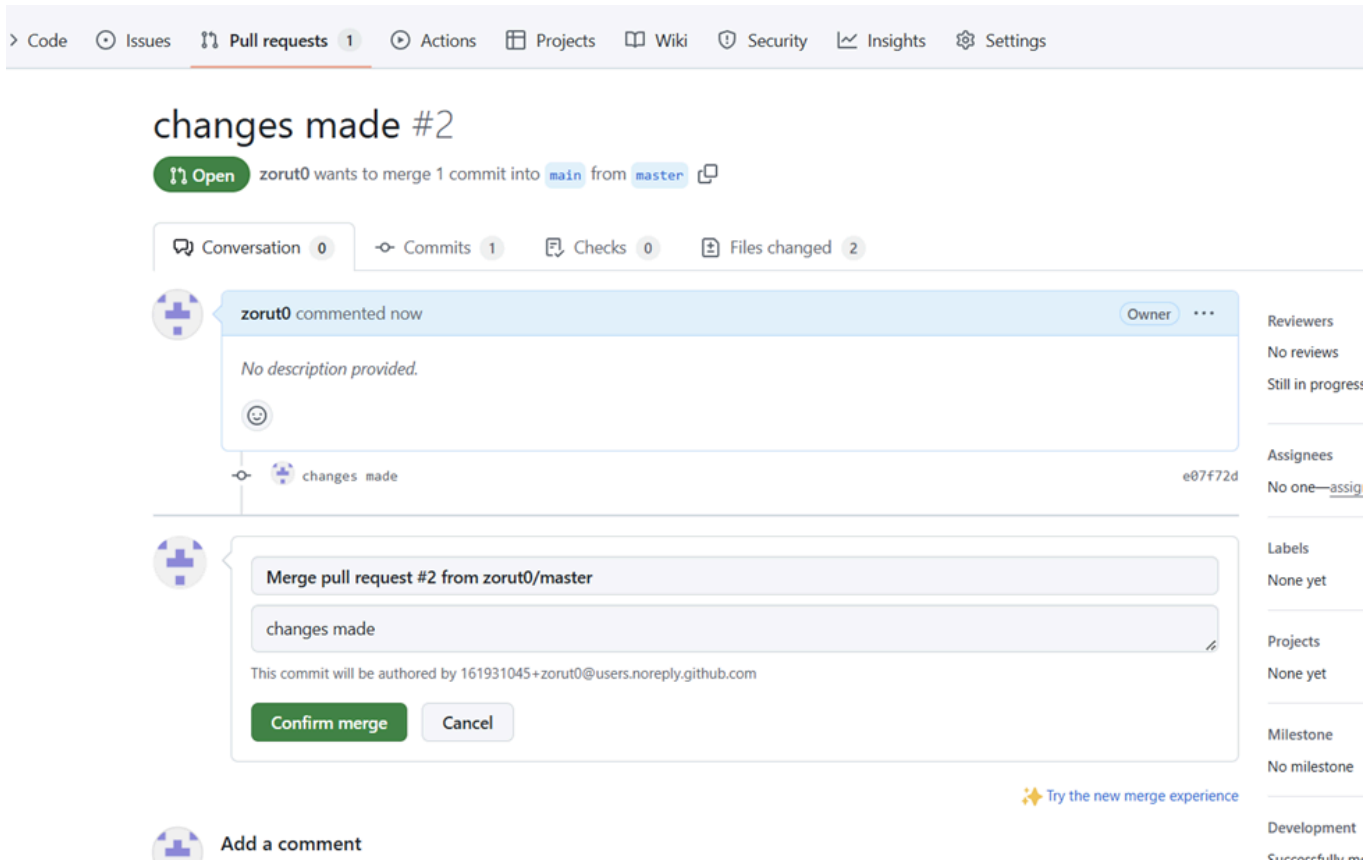 Code Issues Pull requests 1 Actions Projects Wiki Security Insights Settings
changes made #2
Open zorut0 wants to merge 1 commit into main from master
Conversation 0 Commits 1 Checks 0 Files changed 2
zorut0 commented now Owner
No description provided.
changes made e07f72d
Merge pull request #2 from zorut0/master
changes made
This commit will be authored by 161931045+zorut0@users.noreply.github.com
Confirm merge Cancel
Try the new merge experience
Add a comment
Reviewers
No reviews
Still in progress
Assignees
No one—assig
Labels
None yet
Projects
None yet
Milestone
No milestone
Development
Successfully